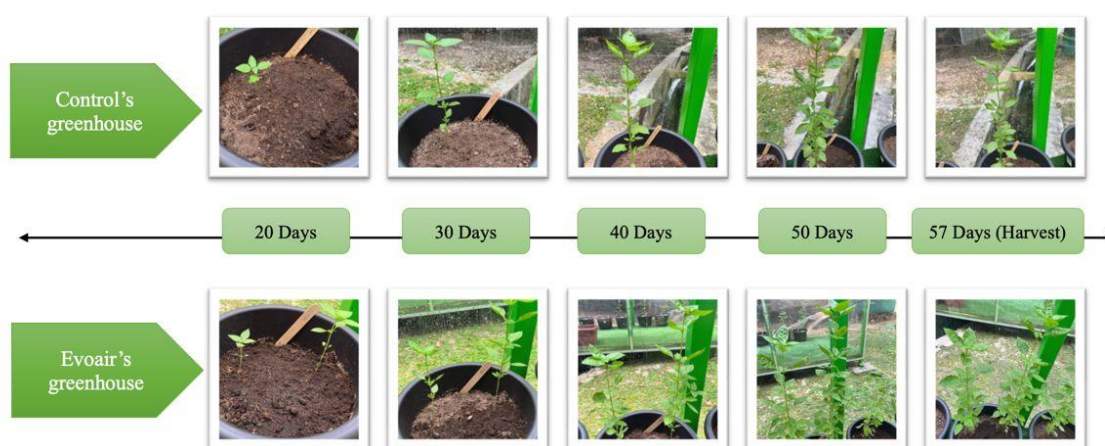 Control's
greenhouse
20 Days
30 Days
40 Days
50 Days
57 Days (Harvest)
Evoair's
greenhouse